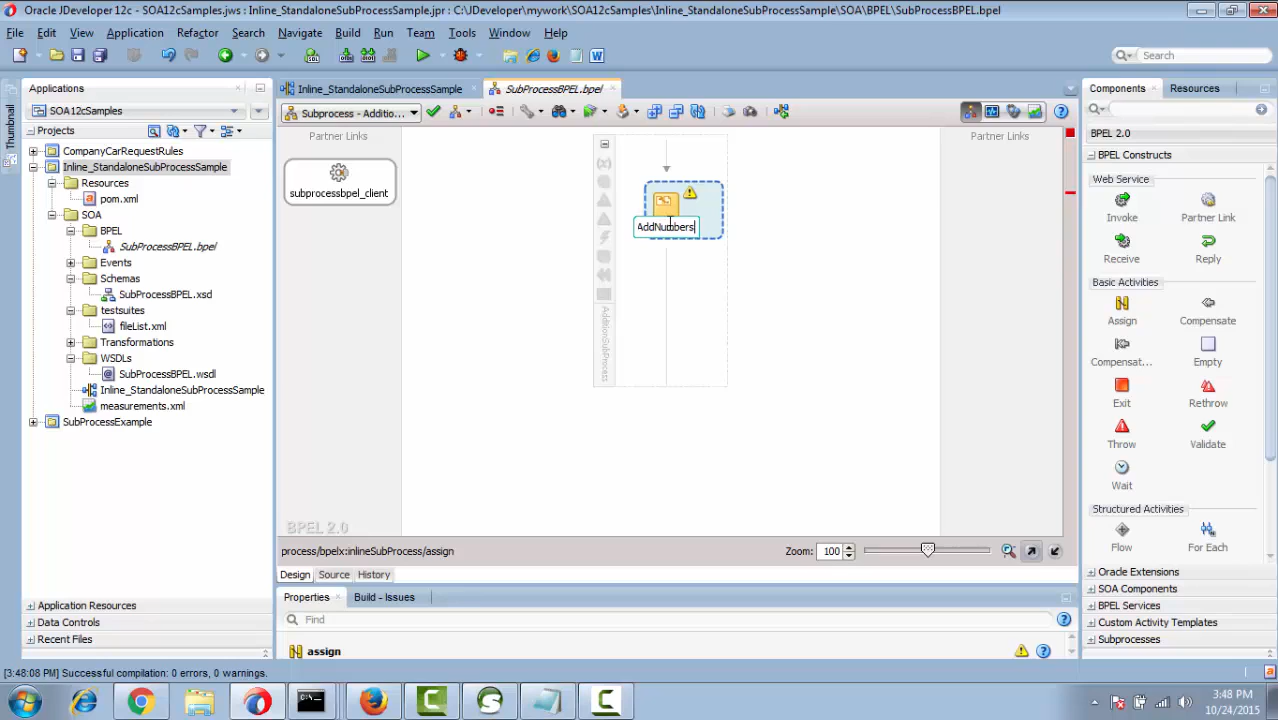 Oracle JDeveloper 12c - SOA12cSamples.jws : Inline_StandaloneSubProcessSample.jpr : C:\JDeveloper\mywork\SOA12cSamples\Inline_StandaloneSubProcessSample\SOA\BPEL\SubProcessBPEL.bpel
File Edit View Application Refactor Search Navigate Build Run Team Tools Window Help
Search
Applications
Inline_StandaloneSubProcessSample
SubProcessBPEL.bpel
Components
Resources
Thumbnail
SOA12cSamples
Subprocess - Additio...
Projects
Partner Links
Partner Links
BPEL 2.0
CompanyCarRequestRules
BPEL Constructs
Inline_StandaloneSubProcessSample
Web Service
Resources
subprocessbpel_client
pom.xml
Invoke
Partner Link
SOA
AddNumbers
BPEL
SubProcessBPEL.bpel
Receive
Reply
Events
Basic Activities
Schemas
SubProcessBPEL.xsd
Assign
Compensate
testsuites
fileList.xml
AdditionSubProcess
Transformations
Compensat...
Empty
WSDLs
SubProcessBPEL.wsdl
Inline_StandaloneSubProcessSample
Exit
Rethrow
measurements.xml
SubProcessExample
Throw
Validate
Wait
Structured Activities
BPEL 2.0
Flow
For Each
process/bpelx:inlineSubProcess/assign
Zoom: 100
Design
Source
History
Oracle Extensions
SOA Components
Properties
Build - Issues
Application Resources
BPEL Services
Data Controls
Find
Custom Activity Templates
Recent Files
assign
Subprocesses
[3:48:08 PM] Successful compilation: 0 errors, 0 warnings.
3:48 PM
10/24/2015